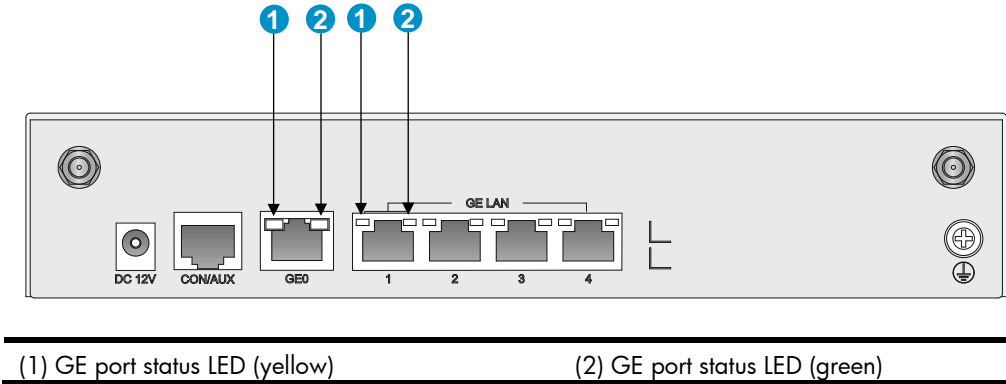 1 2 1 2
GE LAN
DC 12V CON/AUX GE0 1 2 3 4
(1) GE port status LED (yellow) (2) GE port status LED (green)